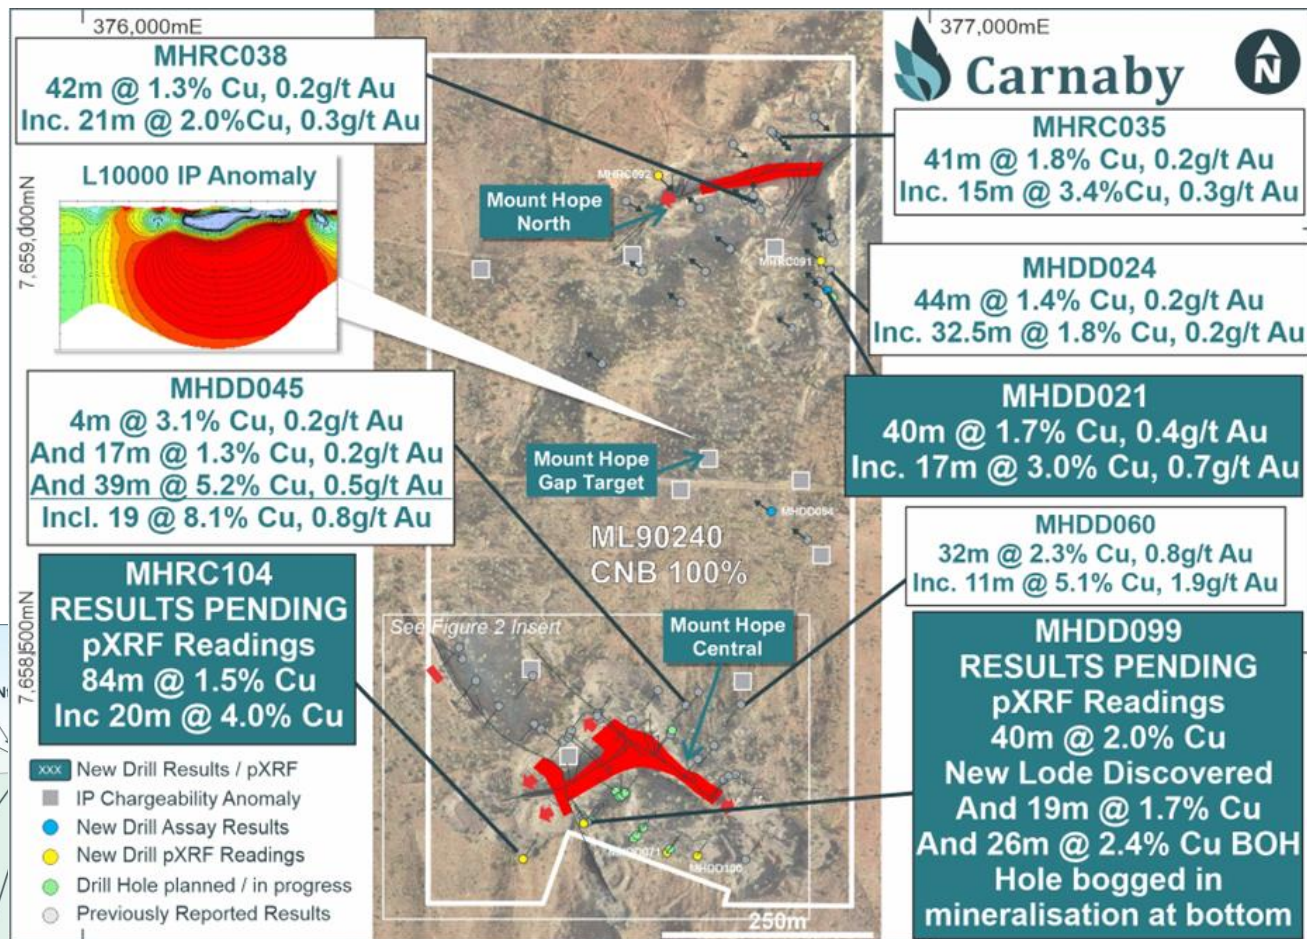 376,000mE
377,000mE
Carnaby
N
MHRC038
42m @ 1.3% Cu, 0.2g/t Au
Inc. 21m @ 2.0%Cu, 0.3g/t Au
MHRC035
41m @ 1.8% Cu, 0.2g/t Au
Inc. 15m @ 3.4%Cu, 0.3g/t Au
L10000 IP Anomaly
7,659,000mN
MHRC092
Mount Hope
North
MHRC091
MHDD024
44m @ 1.4% Cu, 0.2g/t Au
Inc. 32.5m @ 1.8% Cu, 0.2g/t Au
MHDD021
40m @ 1.7% Cu, 0.4g/t Au
Inc. 17m @ 3.0% Cu, 0.7g/t Au
MHDD045
4m @ 3.1% Cu, 0.2g/t Au
And 17m @ 1.3% Cu, 0.2g/t Au
And 39m @ 5.2% Cu, 0.5g/t Au
Incl. 19 @ 8.1% Cu, 0.8g/t Au
Mount Hope
Gap Target
ML90240
CNB 100%
MHDD060
32m @ 2.3% Cu, 0.8g/t Au
Inc. 11m @ 5.1% Cu, 1.9g/t Au
7,658,500mN
MHRC104
RESULTS PENDING
pXRF Readings
84m @ 1.5% Cu
Inc 20m @ 4.0% Cu
See Figure 2 Insert
Mount Hope
Central
MHDD099
RESULTS PENDING
pXRF Readings
40m @ 2.0% Cu
New Lode Discovered
And 19m @ 1.7% Cu
And 26m @ 2.4% Cu BOH
Hole bogged in
mineralisation at bottom
XXX New Drill Results / pXRF
IP Chargeability Anomaly
New Drill Assay Results
New Drill pXRF Readings
Drill Hole planned / in progress
Previously Reported Results
MHDD100
250m